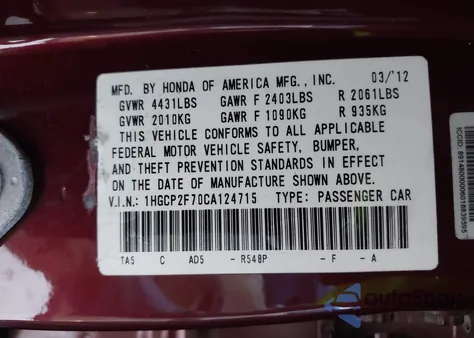 MFD. BY HONDA OF AMERICA MFG., INC. 03/'12
GVWR 4431LBS GAWR F 2403LBS R 2061LBS
GVWR 2010KG GAWR F 1090KG R 935KG
THIS VEHICLE CONFORMS TO ALL APPLICABLE
FEDERAL MOTOR VEHICLE SAFETY, BUMPER,
AND THEFT PREVENTION STANDARDS IN EFFECT
ON THE DATE OF MANUFACTURE SHOWN ABOVE.
V.I.N.: 1HGCP2F70CA124715 TYPE: PASSENGER CAR
TA5 C AD5 - R548P - F - A
ICCID: